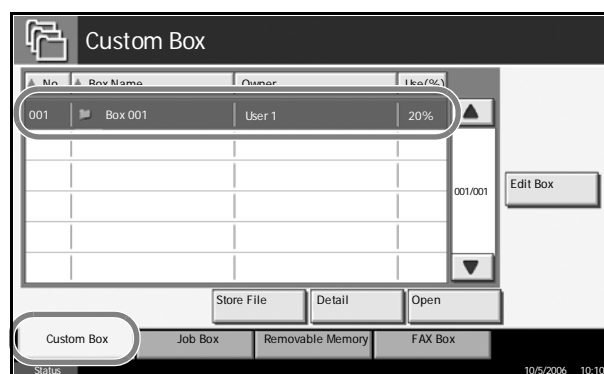 Custom Box
No. Box Name Owner Use(%)
001 Box 001 User 1 20%
001/001
Edit Box
Store File Detail Open
Custom Box Job Box Removable Memory FAX Box
Status 10/5/2006 10:10